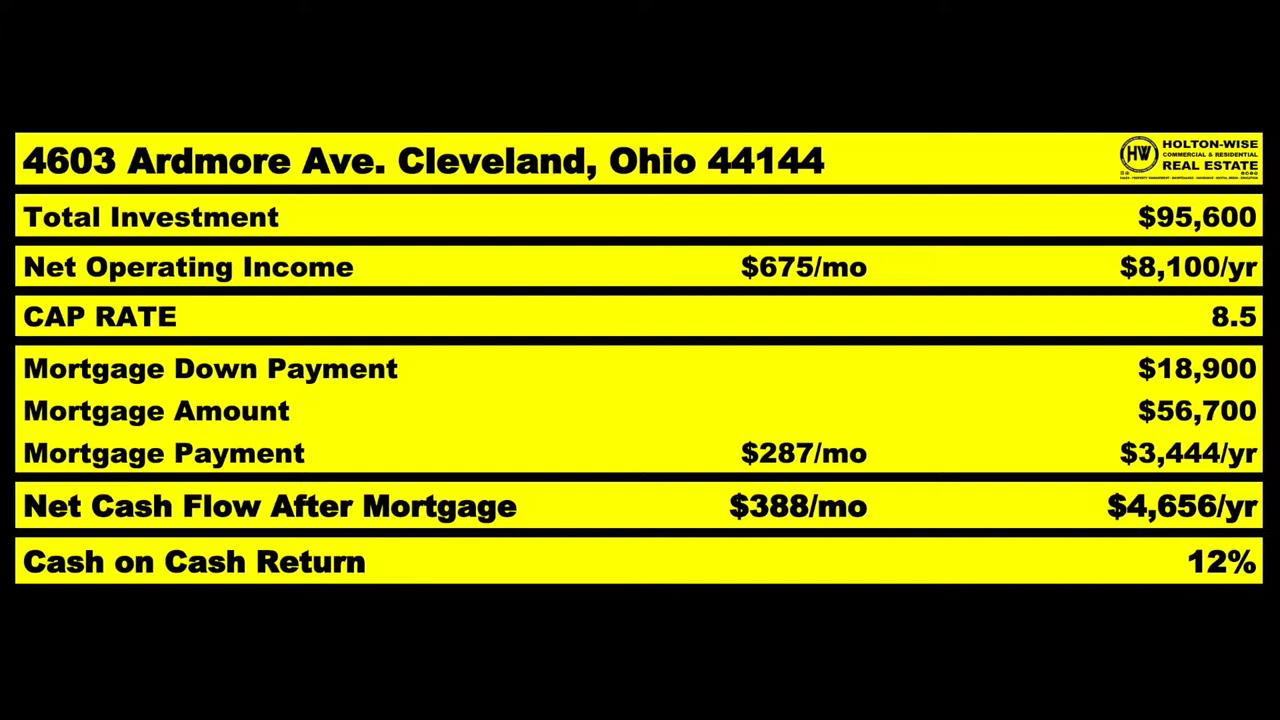 4603 Ardmore Ave. Cleveland, Ohio 44144
HW
HOLTON-WISE
COMMERCIAL & RESIDENTIAL
REAL ESTATE
Total Investment $95,600
Net Operating Income $675/mo $8,100/yr
CAP RATE 8.5
Mortgage Down Payment $18,900
Mortgage Amount $56,700
Mortgage Payment $287/mo $3,444/yr
Net Cash Flow After Mortgage $388/mo $4,656/yr
Cash on Cash Return 12%